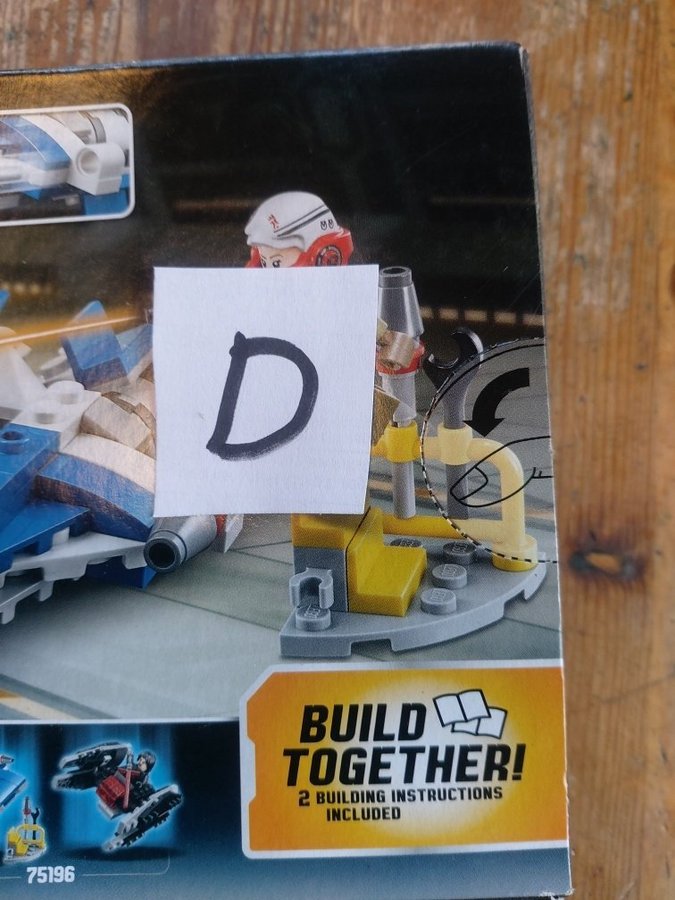 D
BUILD
TOGETHER!
2 BUILDING INSTRUCTIONS
INCLUDED
75196